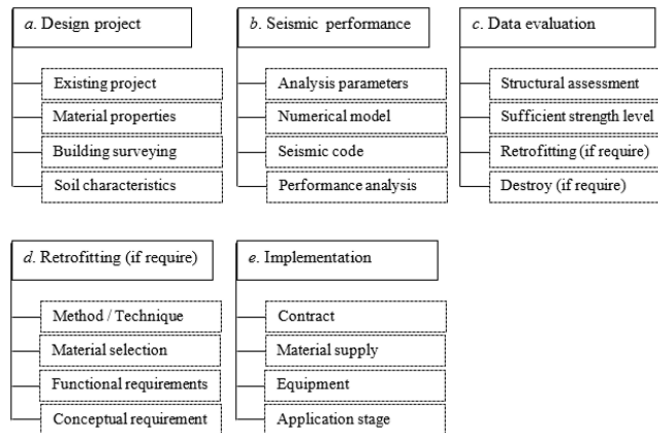 a. Design project
Existing project
Material properties
Building surveying
Soil characteristics
b. Seismic performance
Analysis parameters
Numerical model
Seismic code
Performance analysis
c. Data evaluation
Structural assessment
Sufficient strength level
Retrofitting (if require)
Destroy (if require)
d. Retrofitting (if require)
Method / Technique
Material selection
Functional requirements
Conceptual requirement
e. Implementation
Contract
Material supply
Equipment
Application stage